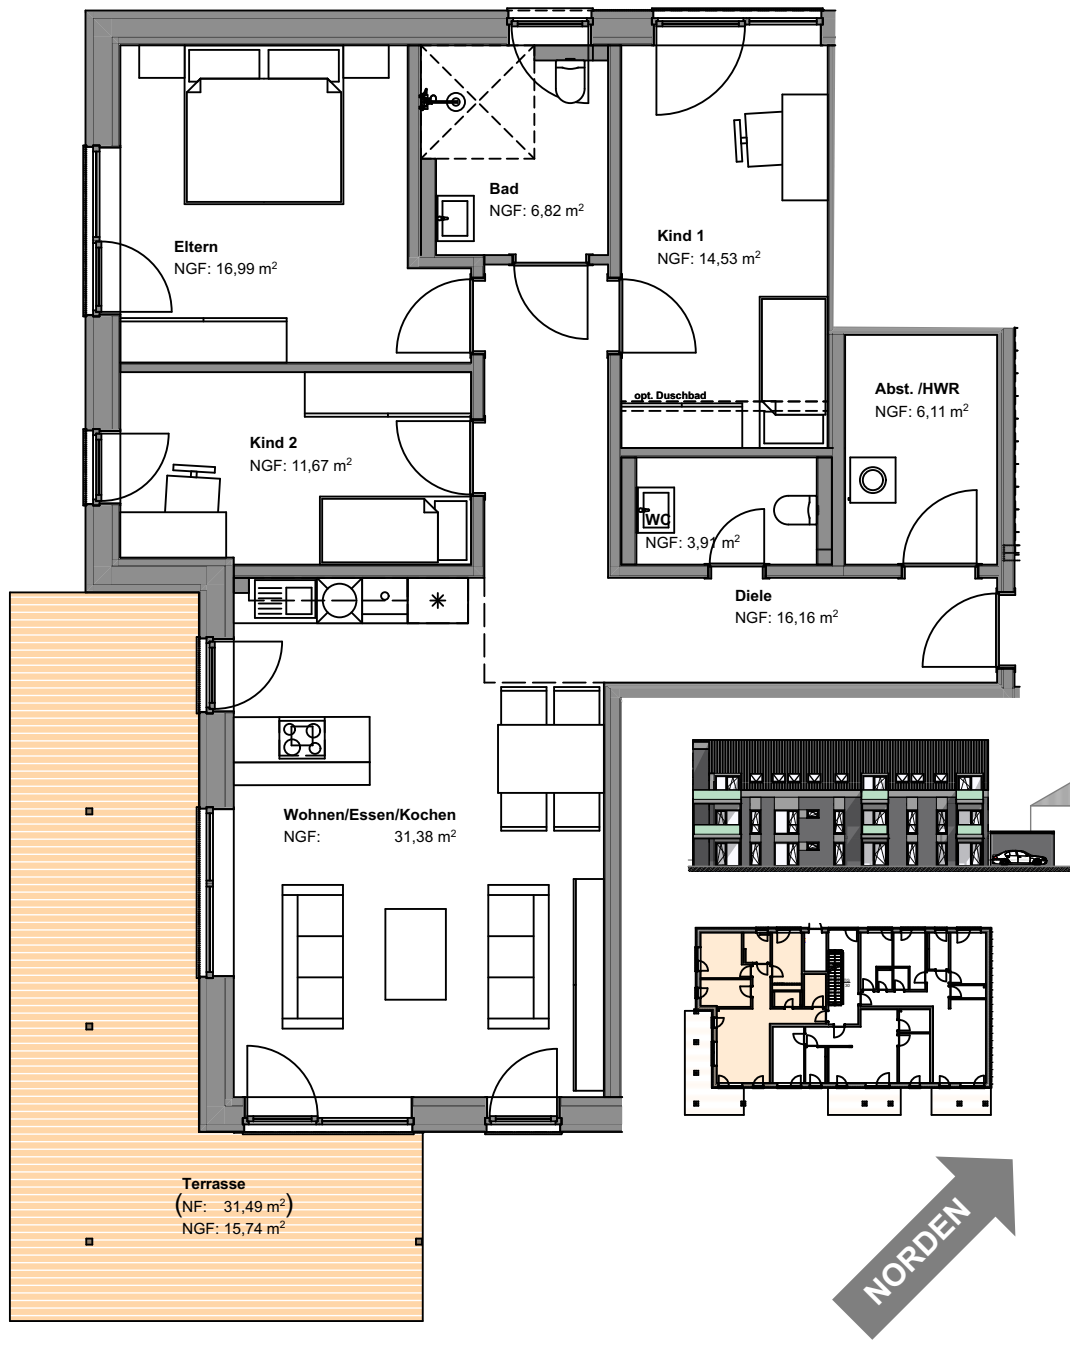 Bad
NGF: 6,82 m²
Eltern
NGF: 16,99 m²
Kind 1
NGF: 14,53 m²
opt. Duschbad
Abst. /HWR
NGF: 6,11 m²
Kind 2
NGF: 11,67 m²
WC
NGF: 3,91 m²
Diele
NGF: 16,16 m²
Wohnen/Essen/Kochen
NGF: 31,38 m²
Terrasse
(NF: 31,49 m²)
NGF: 15,74 m²
NORDEN